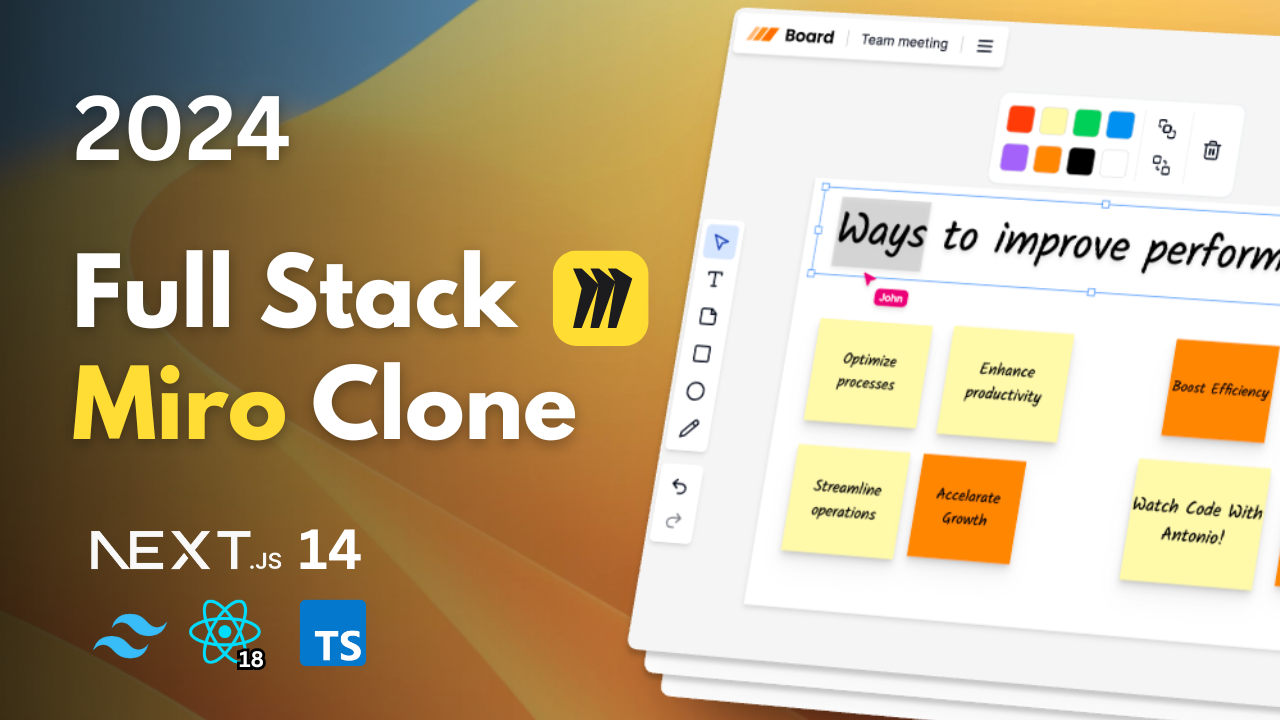 2024
Full Stack
Miro Clone
NEXT.JS 14
18
TS
Board
Team meeting
T
Ways to improve perform
John
Optimize
processes
Enhance
productivity
Boost Efficiency
Streamline
operations
Accelarate
Growth
Watch Code With
Antonio!